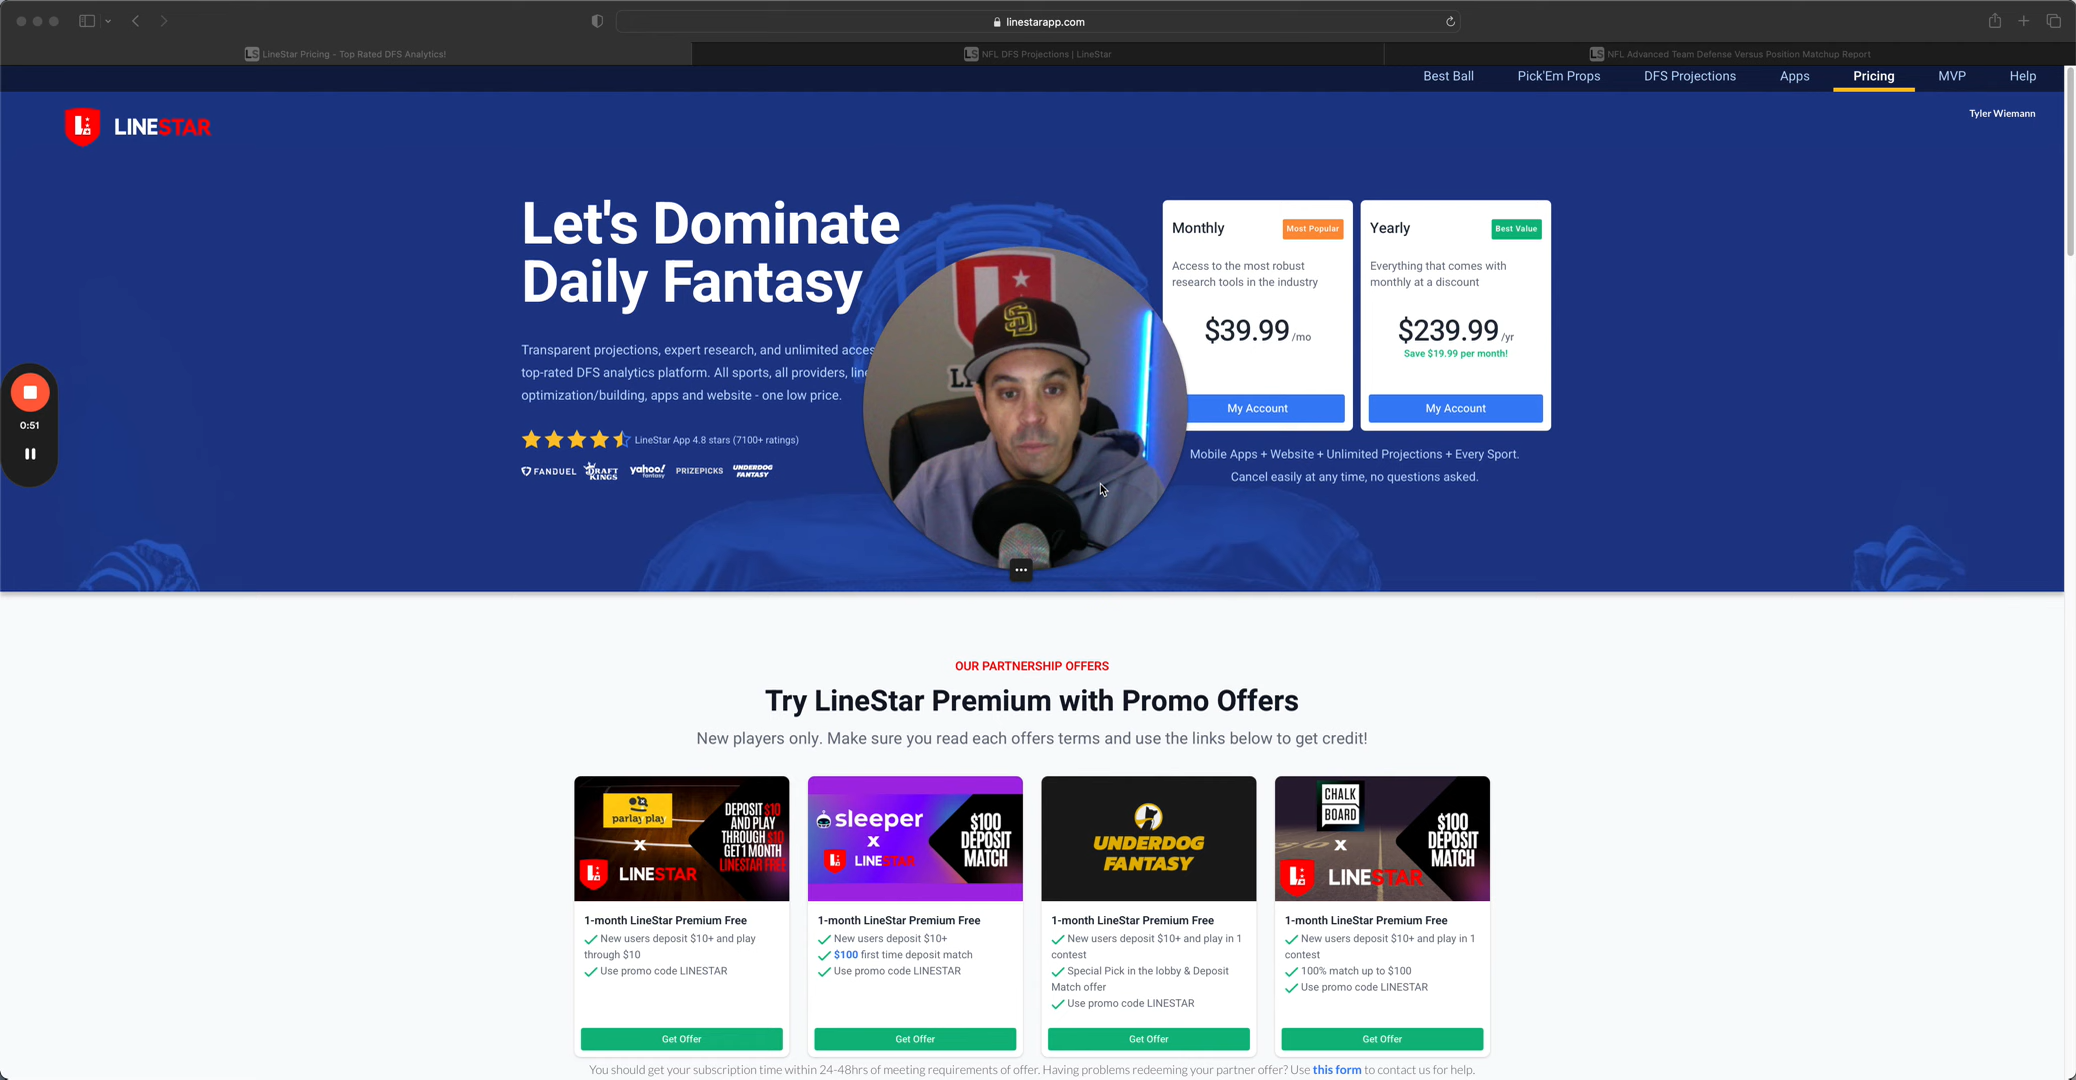 linestarapp.com
LS LineStar Pricing - Top Rated DFS Analytics!
LS NFL DFS Projections | LineStar
LS NFL Advanced Team Defense Versus Position Matchup Report
Best Ball Pick'Em Props DFS Projections Apps Pricing MVP Help
LINESTAR
Tyler Wiemann
Let's Dominate
Daily Fantasy
Transparent projections, expert research, and unlimited
top-rated DFS analytics platform. All sports, all providers,
optimization/building, apps and website - one low price.
LineStar App 4.8 stars (7100+ ratings)
FANDUEL DRAFT KINGS yahoo! fantasy PRIZEPICKS UNDERDOG FANTASY
SD
Monthly Most Popular
Access to the most robust
research tools in the industry
$39.99 /mo
My Account
Yearly Best Value
Everything that comes with
monthly at a discount
$239.99 /yr
Save $19.99 per month!
My Account
Mobile Apps + Website + Unlimited Projections + Every Sport.
Cancel easily at any time, no questions asked.
0:51
OUR PARTNERSHIP OFFERS
Try LineStar Premium with Promo Offers
New players only. Make sure you read each offers terms and use the links below to get credit!
parlay play
X
LINESTAR
DEPOSIT $10
AND PLAY
THROUGH $10
GET 1 MONTH
LINESTAR FREE
1-month LineStar Premium Free
New users deposit $10+ and play
through $10
Use promo code LINESTAR
Get Offer
sleeper
X
LINESTAR
$100
DEPOSIT
MATCH
1-month LineStar Premium Free
New users deposit $10+
$100 first time deposit match
Use promo code LINESTAR
Get Offer
UNDERDOG
FANTASY
1-month LineStar Premium Free
New users deposit $10+ and play in 1
contest
Special Pick in the lobby & Deposit
Match offer
Use promo code LINESTAR
Get Offer
CHALK
BOARD
X
LINESTAR
$100
DEPOSIT
MATCH
1-month LineStar Premium Free
New users deposit $10+ and play in 1
contest
100% match up to $100
Use promo code LINESTAR
Get Offer
You should get your subscription time within 24-48hrs of meeting requirements of offer. Having problems redeeming your partner offer? Use this form to contact us for help.